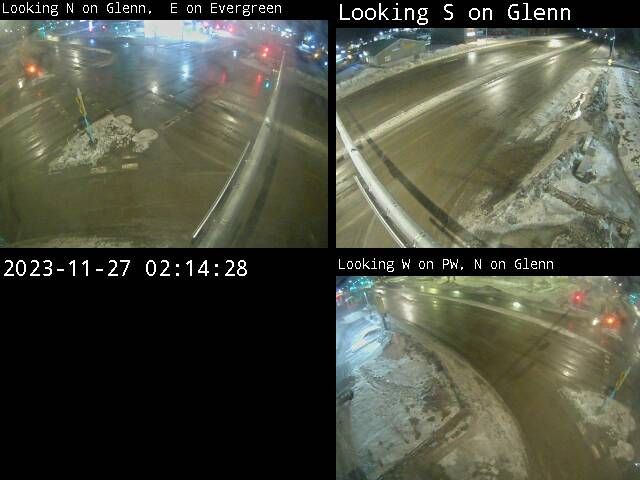 Looking N on Glenn,  E on Evergreen
Looking S on Glenn
2023-11-27 02:14:28
Looking W on PW, N on Glenn